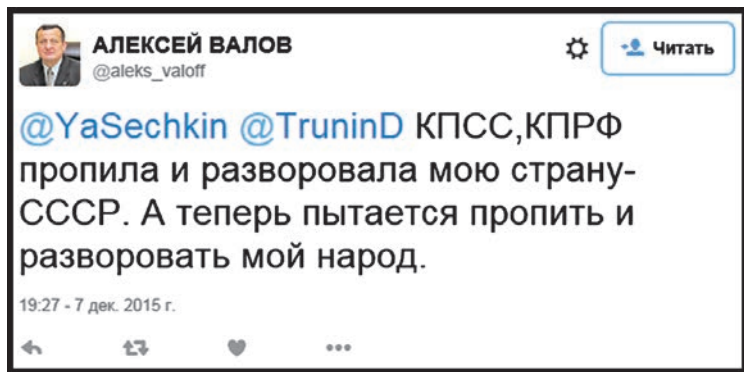 АЛЕКСЕЙ ВАЛОВ
@aleks_valoff
Читать
@YaSechkin @TruninD КПСС,КПРФ
пропила и разворовала мою страну-
СССР. А теперь пытается пропить и
разворовать мой народ.
19:27 - 7 дек. 2015 г.